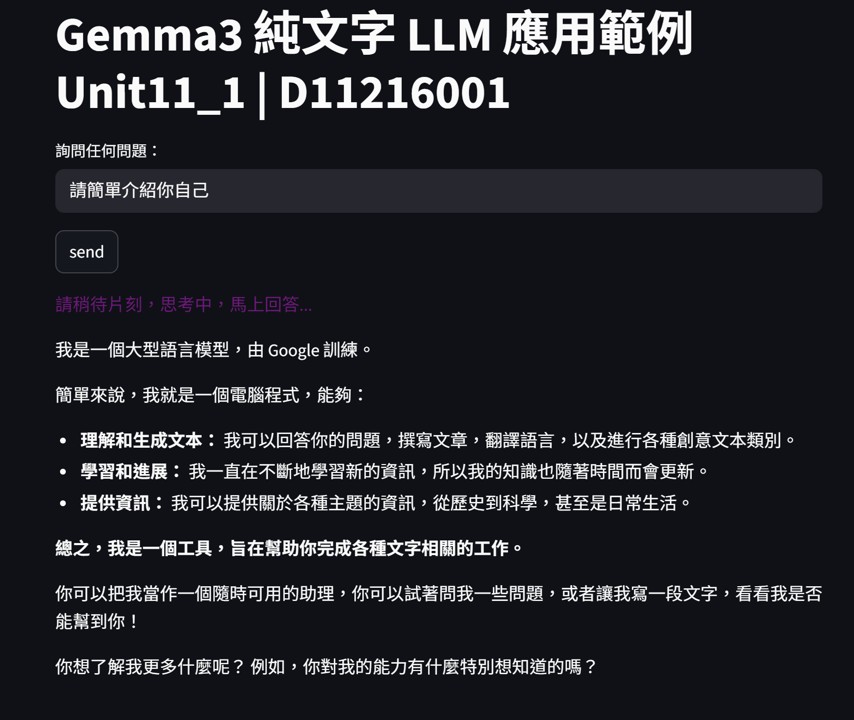 Gemma3 純文字 LLM 應用範例
Unit11_1 | D11216001
詢問任何問題：
請簡單介紹你自己
send
請稍待片刻，思考中，馬上回答...
我是一個大型語言模型，由 Google 訓練。
簡單來說，我就是一個電腦程式，能夠：
• 理解和生成文本： 我可以回答你的問題，撰寫文章，翻譯語言，以及進行各種創意文本類別。
• 學習和進展： 我一直在不斷地學習新的資訊，所以我的知識也隨著時間而會更新。
• 提供資訊： 我可以提供關於各種主題的資訊，從歷史到科學，甚至是日常生活。
總之，我是一個工具，旨在幫助你完成各種文字相關的工作。
你可以把我當作一個隨時可用的助理，你可以試著問我一些問題，或者讓我寫一段文字，看看我是否
能幫到你！
你想了解我更多什麼呢？ 例如，你對我的能力有什麼特別想知道的嗎？